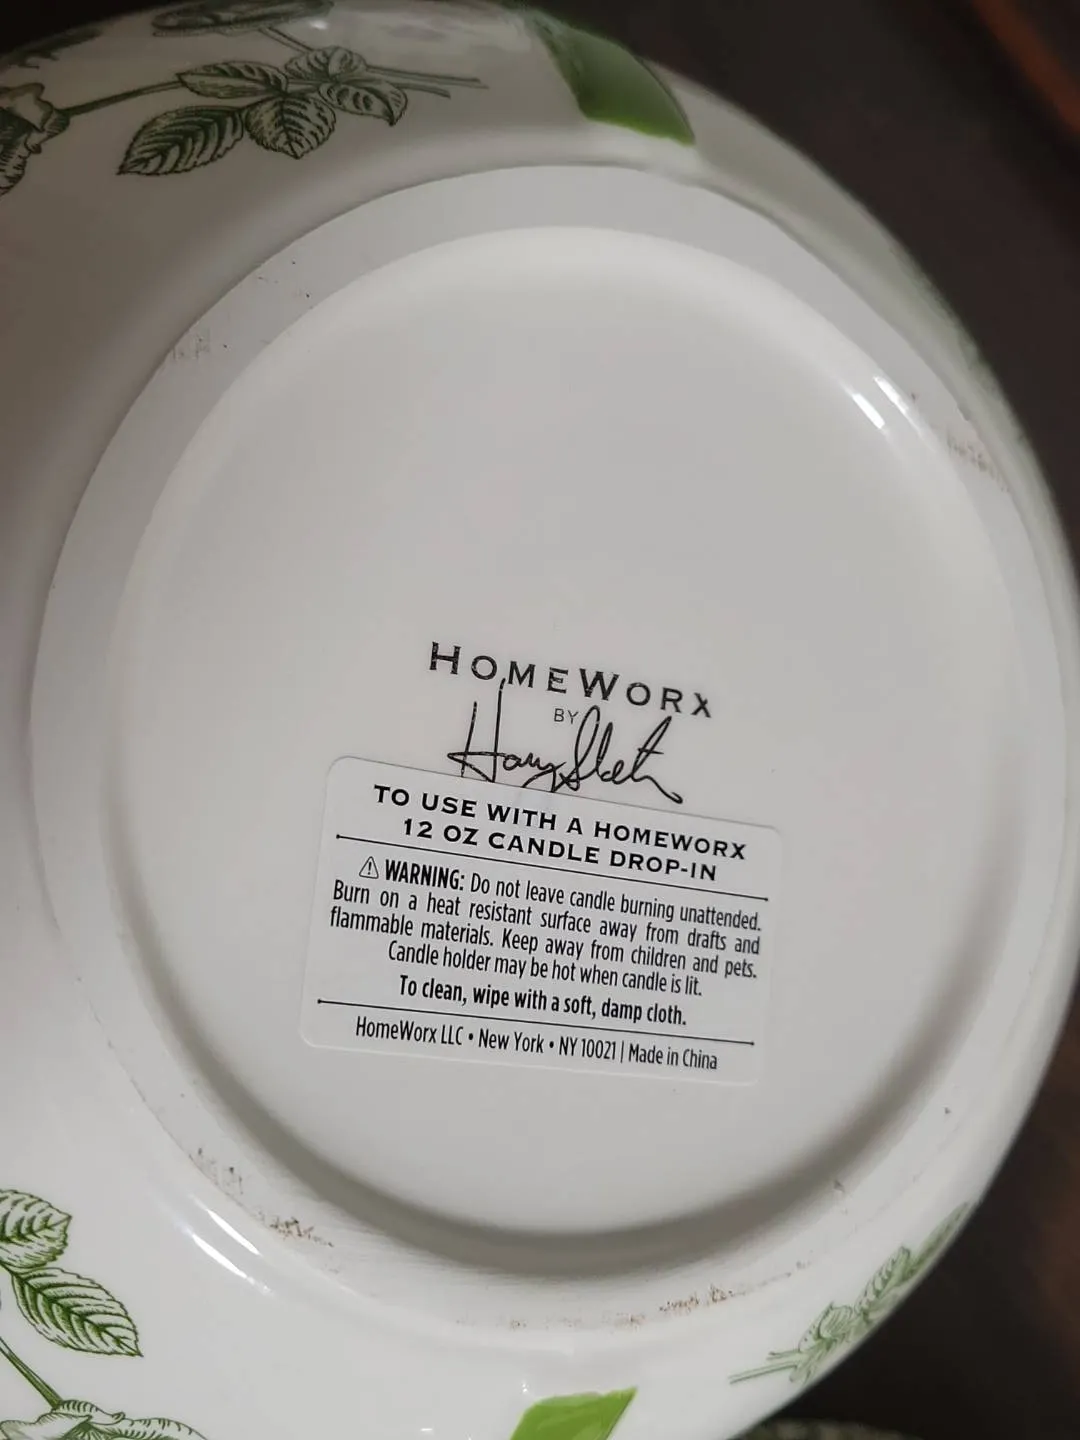 HOMEWORX
BY
Harry Slatkin
TO USE WITH A HOMEWORX
12 OZ CANDLE DROP-IN
⚠ WARNING: Do not leave candle burning unattended.
Burn on a heat resistant surface away from drafts and
flammable materials. Keep away from children and pets.
Candle holder may be hot when candle is lit.
To clean, wipe with a soft, damp cloth.
HomeWorx LLC • New York • NY 10021 | Made in China